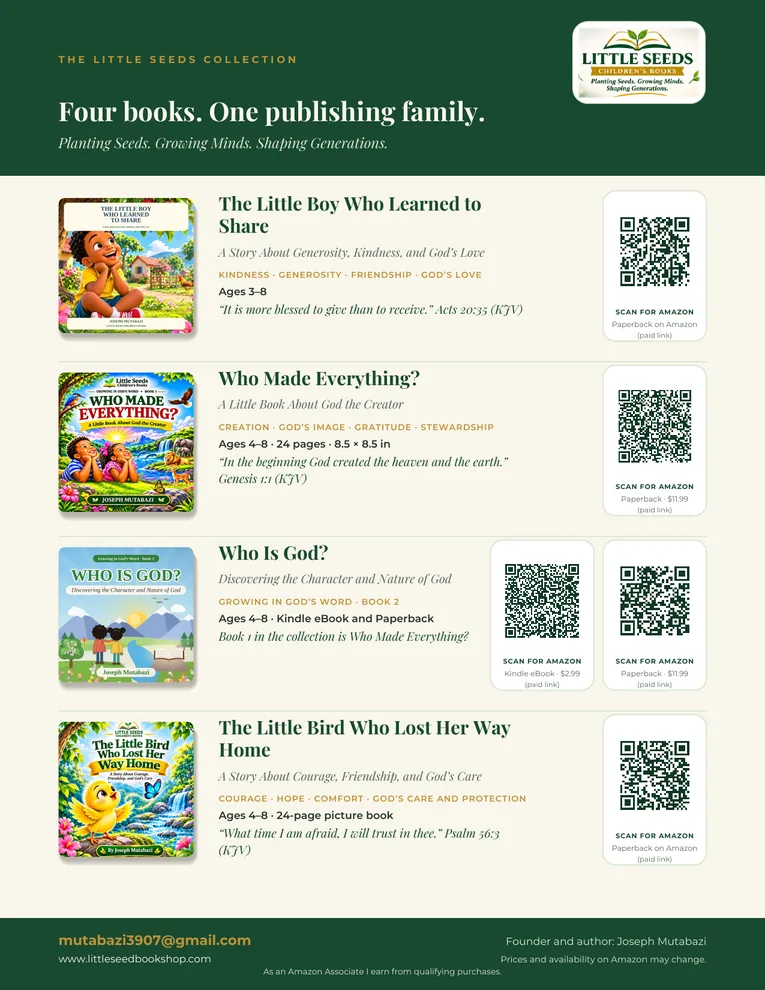 THE LITTLE SEEDS COLLECTION
LITTLE SEEDS
CHILDREN'S BOOKS
Planting Seeds. Growing Minds.
Shaping Generations.
Four books. One publishing family.
Planting Seeds. Growing Minds. Shaping Generations.
THE LITTLE BOY
WHO LEARNED
TO SHARE
JOSEPH MUTABAZI
The Little Boy Who Learned to
Share
A Story About Generosity, Kindness, and God's Love
KINDNESS · GENEROSITY · FRIENDSHIP · GOD'S LOVE
Ages 3–8
“It is more blessed to give than to receive.” Acts 20:35 (KJV)
SCAN FOR AMAZON
Paperback on Amazon
(paid link)
Little Seeds
Children's Books
GROWING IN GOD'S WORD • BOOK 1
WHO MADE
EVERYTHING?
A Little Book About God the Creator
JOSEPH MUTABAZI
Who Made Everything?
A Little Book About God the Creator
CREATION · GOD'S IMAGE · GRATITUDE · STEWARDSHIP
Ages 4–8 · 24 pages · 8.5 × 8.5 in
“In the beginning God created the heaven and the earth.”
Genesis 1:1 (KJV)
SCAN FOR AMAZON
Paperback · $11.99
(paid link)
Growing in God's Word · Book 2
WHO IS GOD?
Discovering the Character and Nature of God
Joseph Mutabazi
Who Is God?
Discovering the Character and Nature of God
GROWING IN GOD'S WORD · BOOK 2
Ages 4–8 · Kindle eBook and Paperback
Book 1 in the collection is Who Made Everything?
SCAN FOR AMAZON
Kindle eBook · $2.99
(paid link)
SCAN FOR AMAZON
Paperback · $11.99
(paid link)
LITTLE SEEDS
The Little Bird
Who Lost Her
Way Home
A Story About Courage,
Friendship, and God's Care
By Joseph Mutabazi
The Little Bird Who Lost Her Way
Home
A Story About Courage, Friendship, and God's Care
COURAGE · HOPE · COMFORT · GOD'S CARE AND PROTECTION
Ages 4–8 · 24-page picture book
“What time I am afraid, I will trust in thee.” Psalm 56:3
(KJV)
SCAN FOR AMAZON
Paperback on Amazon
(paid link)
mutabazi3907@gmail.com
www.littleseedbookshop.com
Founder and author: Joseph Mutabazi
Prices and availability on Amazon may change.
As an Amazon Associate I earn from qualifying purchases.